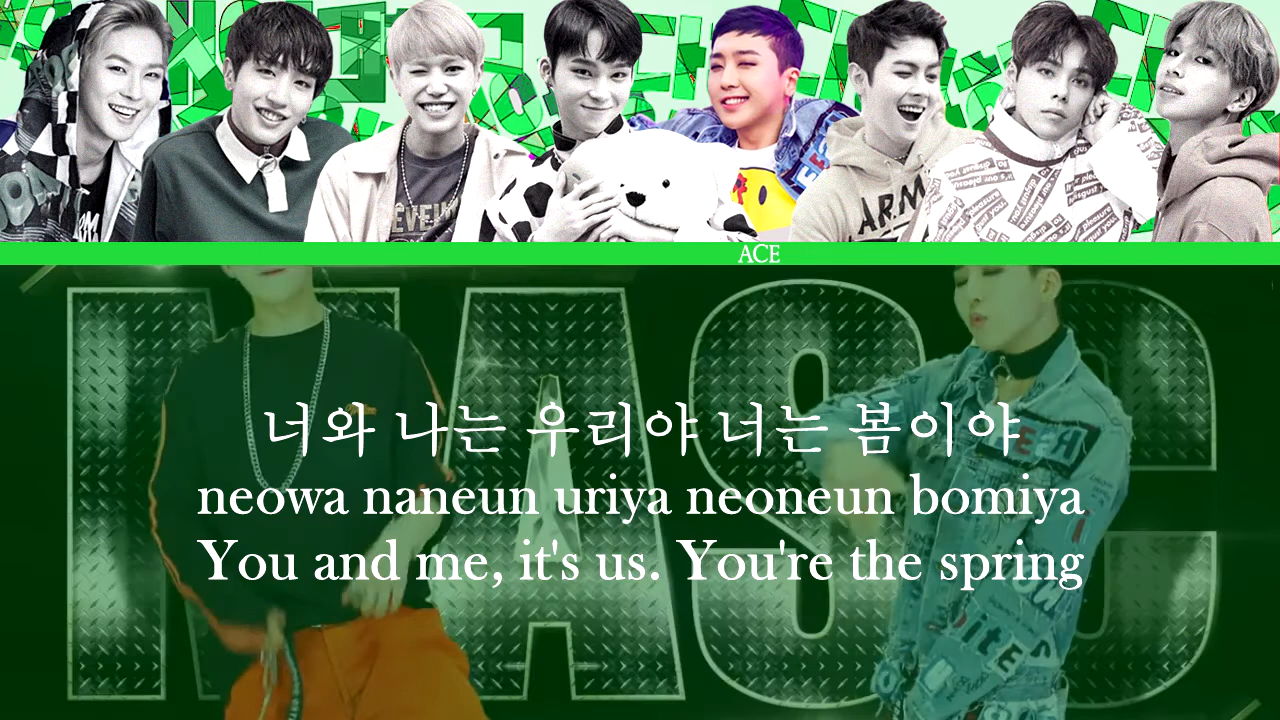 ACE
MASC
너와 나는 우리야 너는 봄이야
neowa naneun uriya neoneun bomiya
You and me, it's us. You're the spring